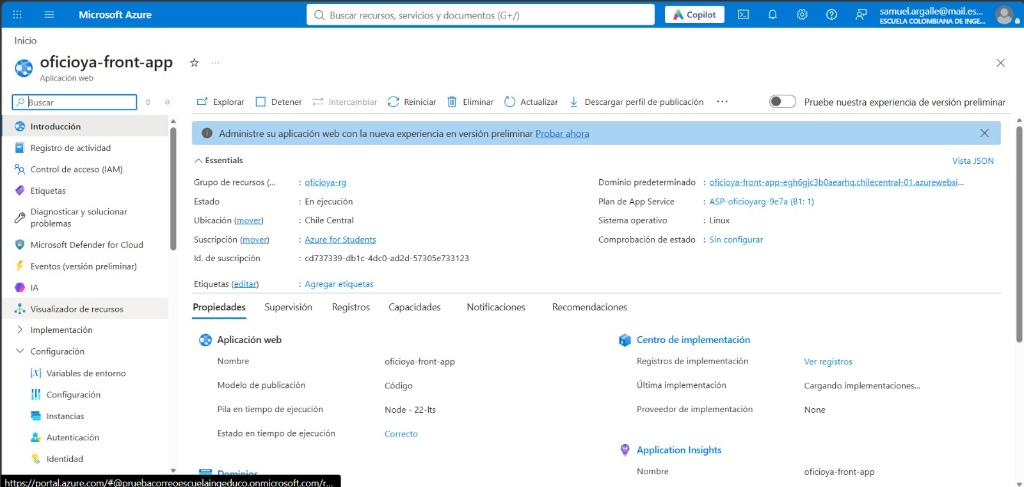 Microsoft Azure
Buscar recursos, servicios y documentos (G+/)
Copilot
samuel.argalle@mail.es...
ESCUELA COLOMBIANA DE INGE...
Inicio
oficioya-front-app
Aplicación web
Buscar
Explorar Detener Intercambiar Reiniciar Eliminar Actualizar Descargar perfil de publicación ... Pruebe nuestra experiencia de versión preliminar
Introducción
Registro de actividad
Control de acceso (IAM)
Etiquetas
Diagnosticar y solucionar
problemas
Microsoft Defender for Cloud
Eventos (versión preliminar)
IA
Visualizador de recursos
Implementación
Configuración
Variables de entorno
Configuración
Instancias
Autenticación
Identidad
Administre su aplicación web con la nueva experiencia en versión preliminar Probar ahora
Essentials
Vista JSON
Grupo de recursos (... : oficioya-rg
Estado : En ejecución
Ubicación (mover) : Chile Central
Suscripción (mover) : Azure for Students
Id. de suscripción : cd737339-db1c-4dc0-ad2d-57305e733123
Dominio predeterminado : oficioya-front-app-egh6gjc3b0aearhq.chilecentral-01.azurewebsi...
Plan de App Service : ASP-oficioyarg-9e7a (B1: 1)
Sistema operativo : Linux
Comprobación de estado : Sin configurar
Etiquetas (editar) : Agregar etiquetas
Propiedades Supervisión Registros Capacidades Notificaciones Recomendaciones
Aplicación web
Nombre oficioya-front-app
Modelo de publicación Código
Pila en tiempo de ejecución Node - 22-lts
Estado en tiempo de ejecución Correcto
Dominios
Centro de implementación
Registros de implementación Ver registros
Última implementación Cargando implementaciones...
Proveedor de implementación None
Application Insights
Nombre oficioya-front-app
https://portal.azure.com/#@pruebacorreoescuelaingeduco.onmicrosoft.com/r...